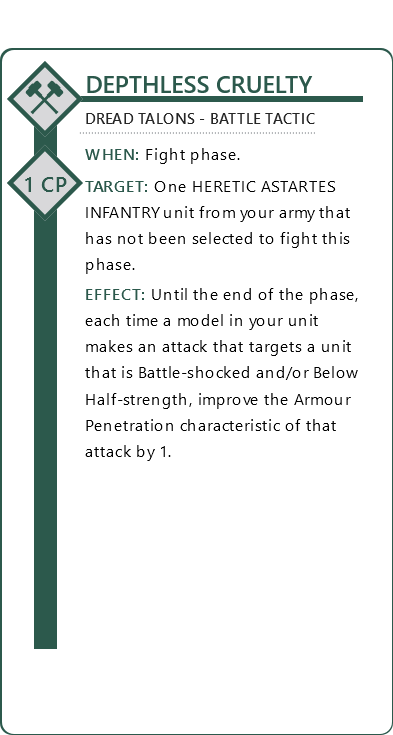 DEPTHLESS CRUELTY
DREAD TALONS - BATTLE TACTIC
WHEN: Fight phase.
1 CP
TARGET: One HERETIC ASTARTES
INFANTRY unit from your army that
has not been selected to fight this
phase.
EFFECT: Until the end of the phase,
each time a model in your unit
makes an attack that targets a unit
that is Battle-shocked and/or Below
Half-strength, improve the Armour
Penetration characteristic of that
attack by 1.